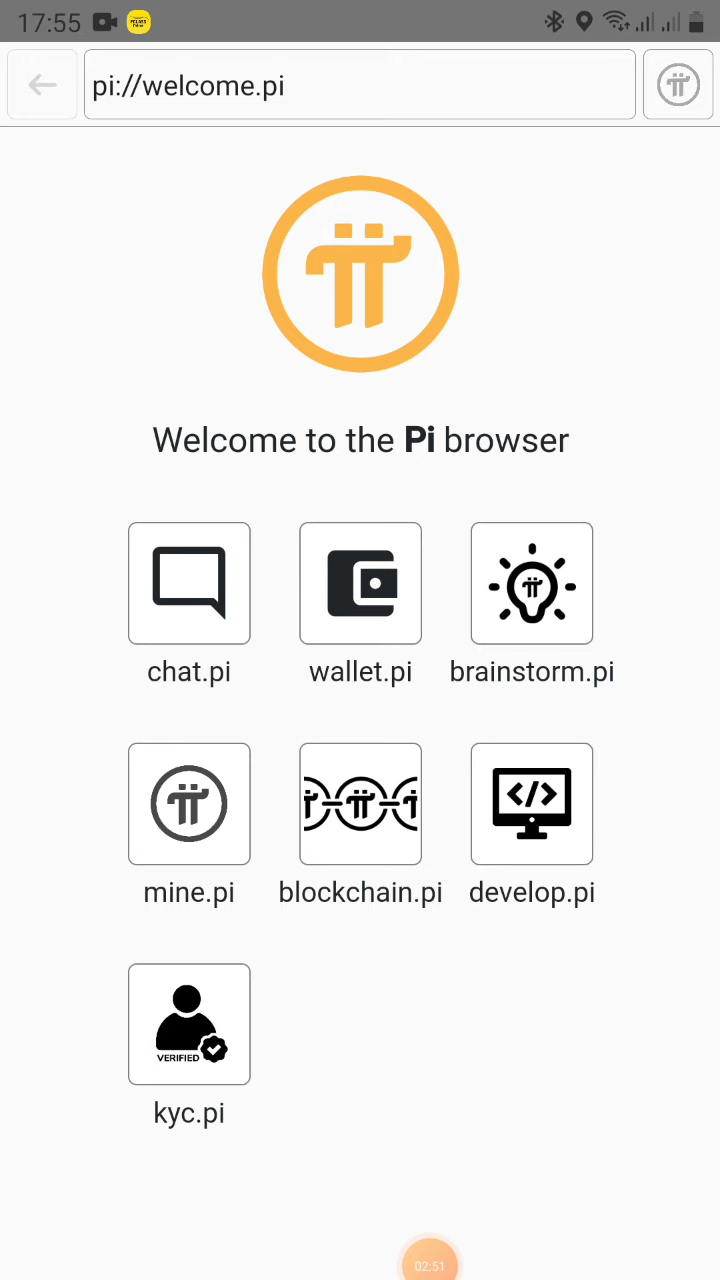 17:55
pi://welcome.pi
Welcome to the Pi browser
chat.pi wallet.pi brainstorm.pi
mine.pi blockchain.pi develop.pi
VERIFIED
kyc.pi
02:51